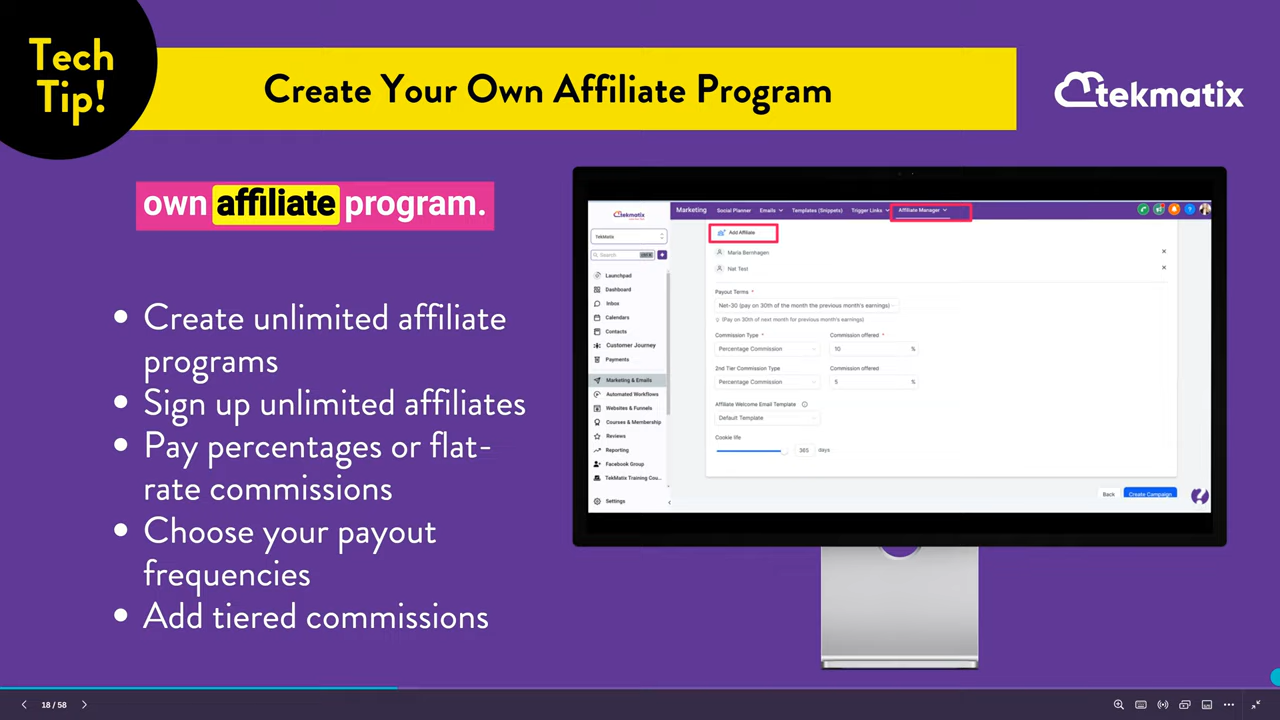 Tech
Tip!
Create Your Own Affiliate Program
tekmatix
own affiliate program.
Create unlimited affiliate
programs
Sign up unlimited affiliates
Pay percentages or flat-
rate commissions
Choose your payout
frequencies
Add tiered commissions
tekmatix
Marketing
Social Planner
Emails
Templates (Snippets)
Trigger Links
Affiliate Manager
TekMatix
Search
Launchpad
Dashboard
Inbox
Calendars
Contacts
Customer Journey
Payments
Marketing & Emails
Automated Workflows
Websites & Funnels
Courses & Membership
Reviews
Reporting
Facebook Group
TekMatix Training Cou...
Settings
Add Affiliate
Maria Bernhagen
Nat Test
Payout Terms *
Net-30 (pay on 30th of the month the previous month's earnings)
(Pay on 30th of next month for previous month's earnings)
Commission Type * Commission offered *
Percentage Commission 10 %
2nd Tier Commission Type Commission offered
Percentage Commission 5 %
Affiliate Welcome Email Template
Default Template
Cookie life
365 days
Back Create Campaign
18 / 58